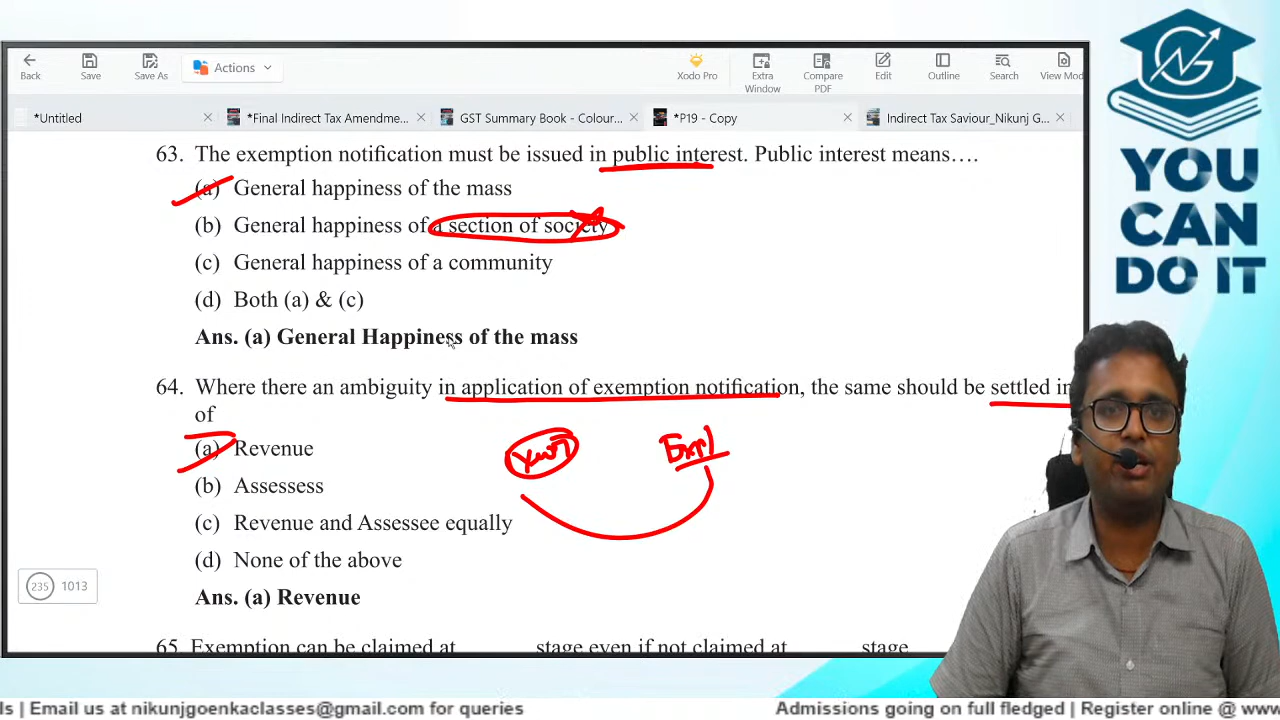 Back
Save
Save As
Actions
Xodo Pro
Extra Window
Compare PDF
Edit
Outline
Search
View Mod
*Untitled
*Final Indirect Tax Amendme...
GST Summary Book - Colour...
*P19 - Copy
Indirect Tax Saviour_Nikunj G...
63. The exemption notification must be issued in public interest. Public interest means….
(a) General happiness of the mass
(b) General happiness of a section of society
(c) General happiness of a community
(d) Both (a) & (c)
Ans. (a) General Happiness of the mass
64. Where there an ambiguity in application of exemption notification, the same should be settled in
of
(a) Revenue
(b) Assessess
(c) Revenue and Assessee equally
(d) None of the above
Ans. (a) Revenue
65. Exemption can be claimed at stage even if not claimed at stage
235 1013
YOU
CAN
DO IT
ls | Email us at nikunjgoenkaclasses@gmail.com for queries
Admissions going on full fledged | Register online @ www